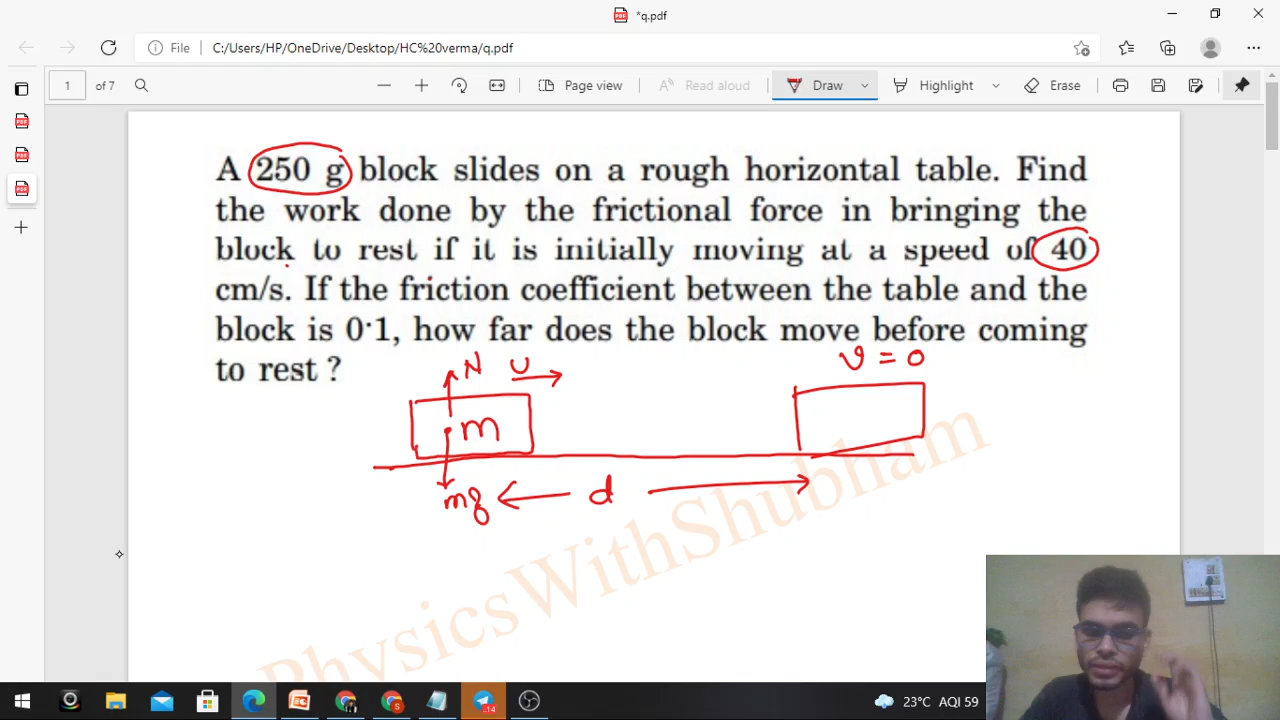 *q.pdf
File C:/Users/HP/OneDrive/Desktop/HC%20verma/q.pdf
1 of 7 Page view Read aloud Draw Highlight Erase
A 250 g block slides on a rough horizontal table. Find
the work done by the frictional force in bringing the
block to rest if it is initially moving at a speed of 40
cm/s. If the friction coefficient between the table and the
block is 0·1, how far does the block move before coming
to rest ?
N U v = 0
m
mg d
PhysicsWithShubham
14 23°C AQI 59